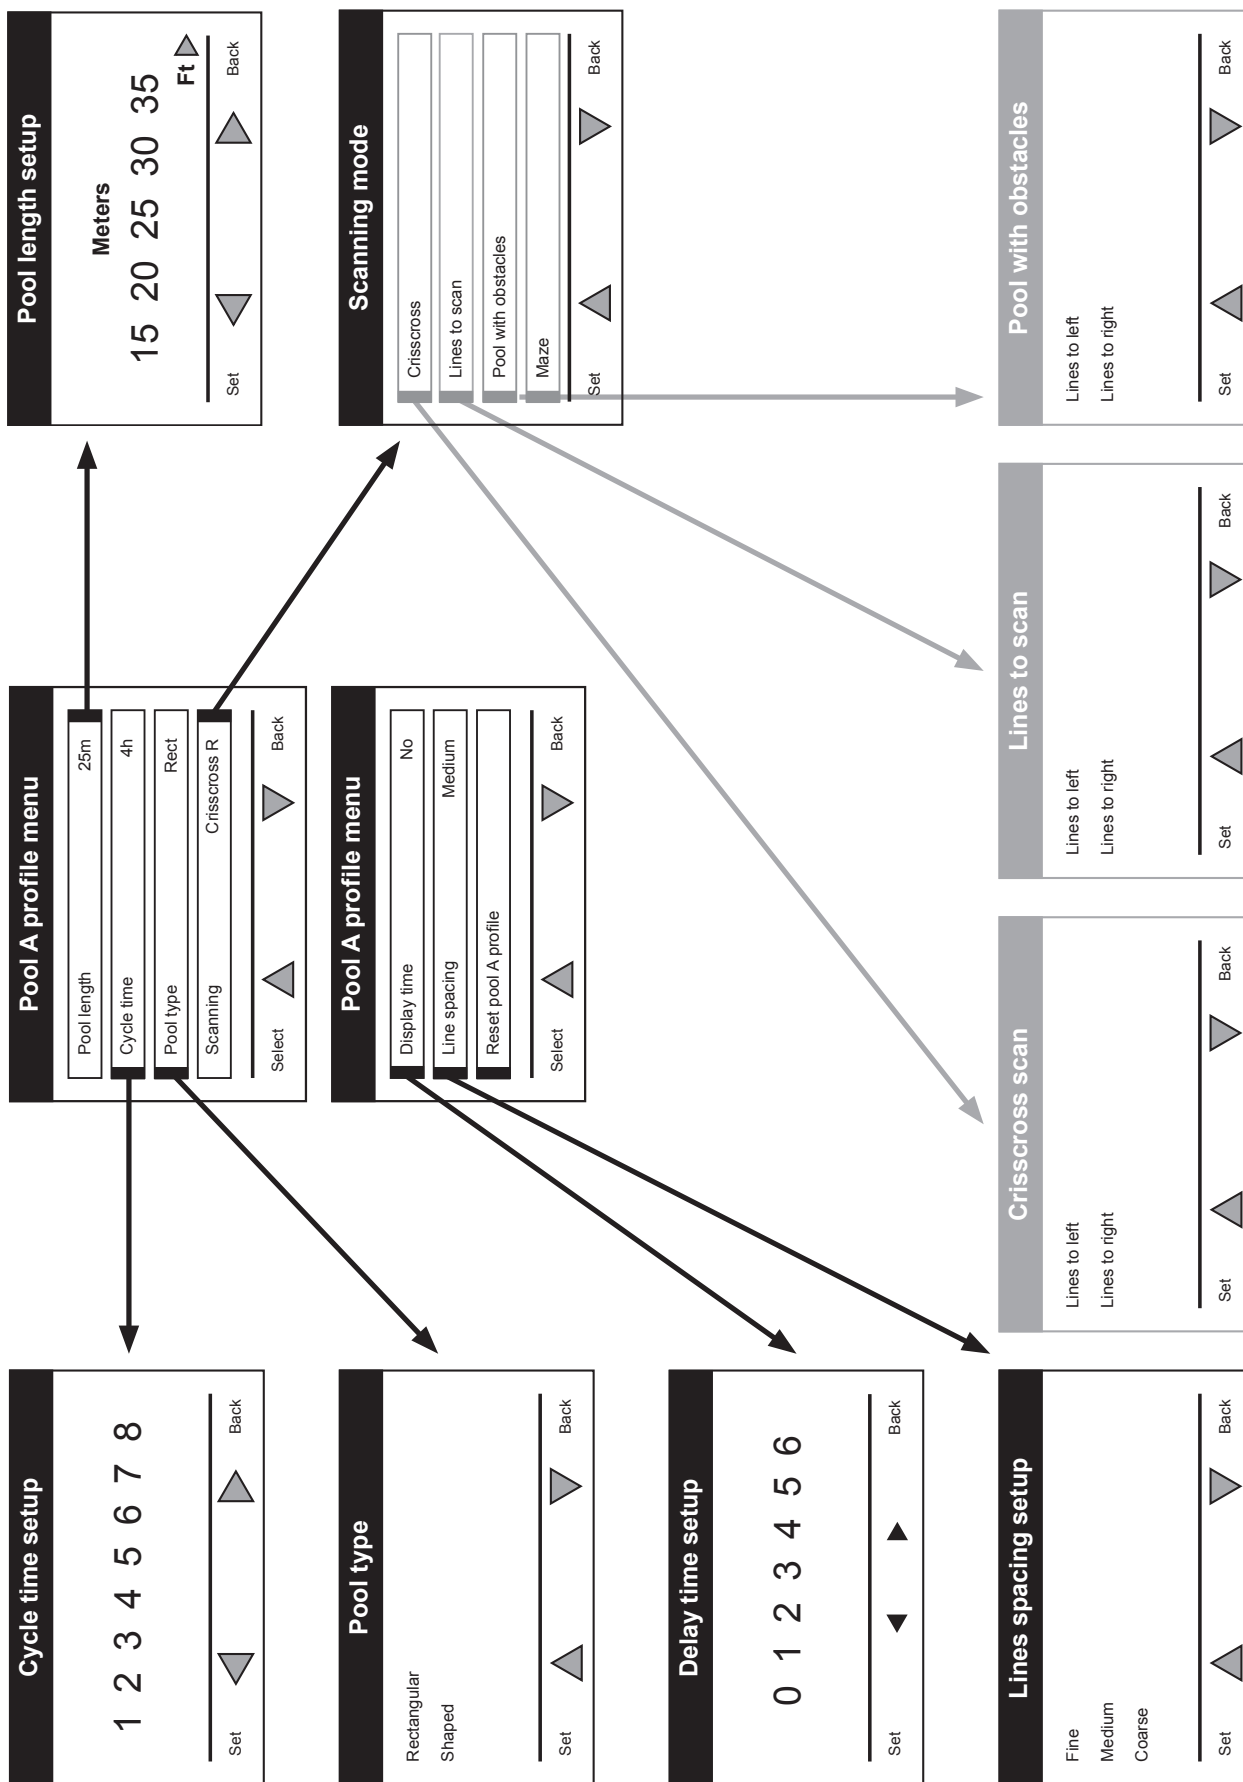 Cycle time setup
1 2 3 4 5 6 7 8
Set
Back
Pool type
Rectangular
Shaped
Set
Back
Delay time setup
0 1 2 3 4 5 6
Set
Back
Lines spacing setup
Fine
Medium
Coarse
Set
Back
Pool A profile menu
Pool length 25m
Cycle time 4h
Pool type Rect
Scanning Crisscross R
Select
Back
Pool A profile menu
Display time No
Line spacing Medium
Reset pool A profile
Select
Back
Crisscross scan
Lines to left
Lines to right
Set
Back
Pool length setup
Meters
15 20 25 30 35
Ft
Set
Back
Scanning mode
Crisscross
Lines to scan
Pool with obstacles
Maze
Set
Back
Lines to scan
Lines to left
Lines to right
Set
Back
Pool with obstacles
Lines to left
Lines to right
Set
Back